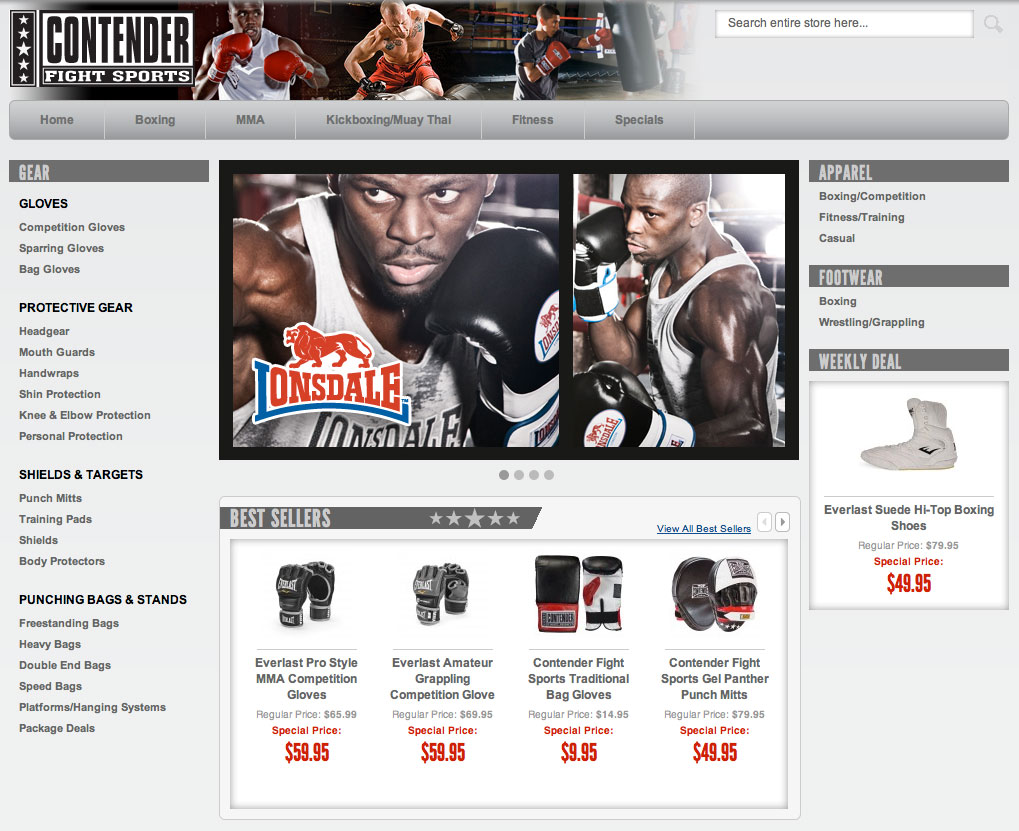 CONTENDER
FIGHT SPORTS
Search entire store here...
Home
Boxing
MMA
Kickboxing/Muay Thai
Fitness
Specials
GEAR
GLOVES
Competition Gloves
Sparring Gloves
Bag Gloves
PROTECTIVE GEAR
Headgear
Mouth Guards
Handwraps
Shin Protection
Knee & Elbow Protection
Personal Protection
SHIELDS & TARGETS
Punch Mitts
Training Pads
Shields
Body Protectors
PUNCHING BAGS & STANDS
Freestanding Bags
Heavy Bags
Double End Bags
Speed Bags
Platforms/Hanging Systems
Package Deals
LONSDALE
LONSDALE
LONSDALE
LONSDALE
BEST SELLERS
View All Best Sellers
EVERLAST
EVERLAST
CONTENDER
Everlast Pro Style
MMA Competition
Gloves
Regular Price: $65.99
Special Price:
$59.95
Everlast Amateur
Grappling
Competition Glove
Regular Price: $69.95
Special Price:
$59.95
Contender Fight
Sports Traditional
Bag Gloves
Regular Price: $14.95
Special Price:
$9.95
Contender Fight
Sports Gel Panther
Punch Mitts
Regular Price: $79.95
Special Price:
$49.95
APPAREL
Boxing/Competition
Fitness/Training
Casual
FOOTWEAR
Boxing
Wrestling/Grappling
WEEKLY DEAL
Everlast Suede Hi-Top Boxing
Shoes
Regular Price: $79.95
Special Price:
$49.95